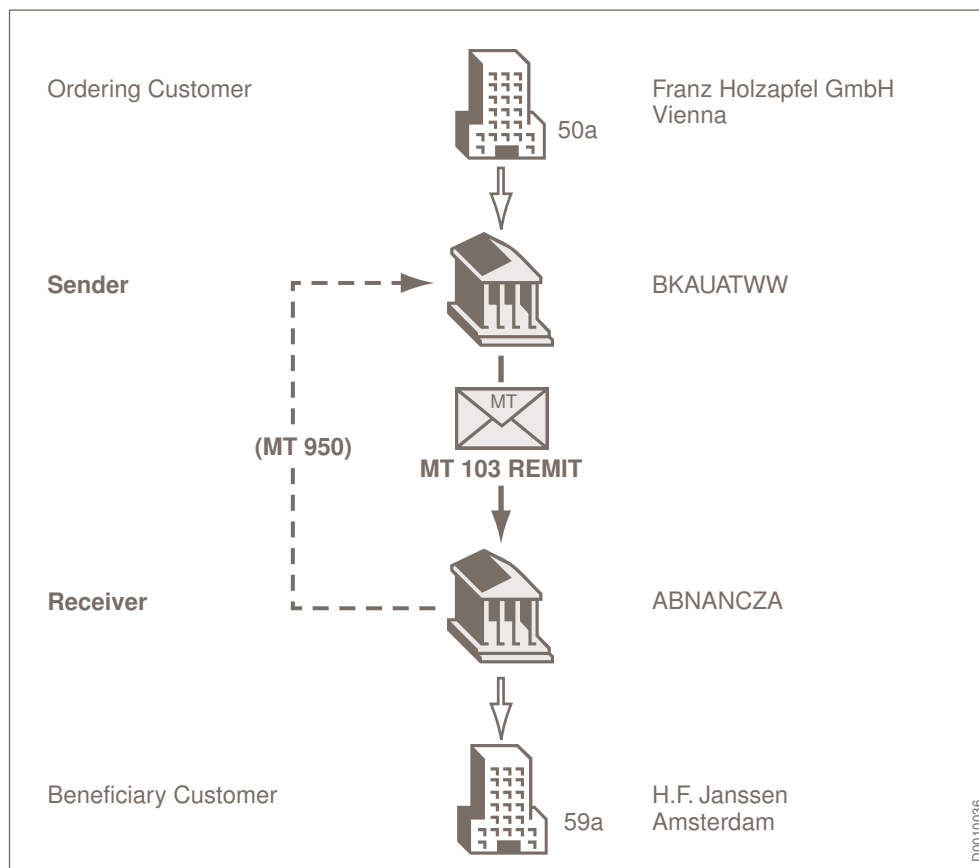 Ordering Customer
50a
Franz Holzapfel GmbH
Vienna
Sender
BKAUATWW
MT
(MT 950)
MT 103 REMIT
Receiver
ABNANCZA
Beneficiary Customer
59a
H.F. Janssen
Amsterdam
D0010036